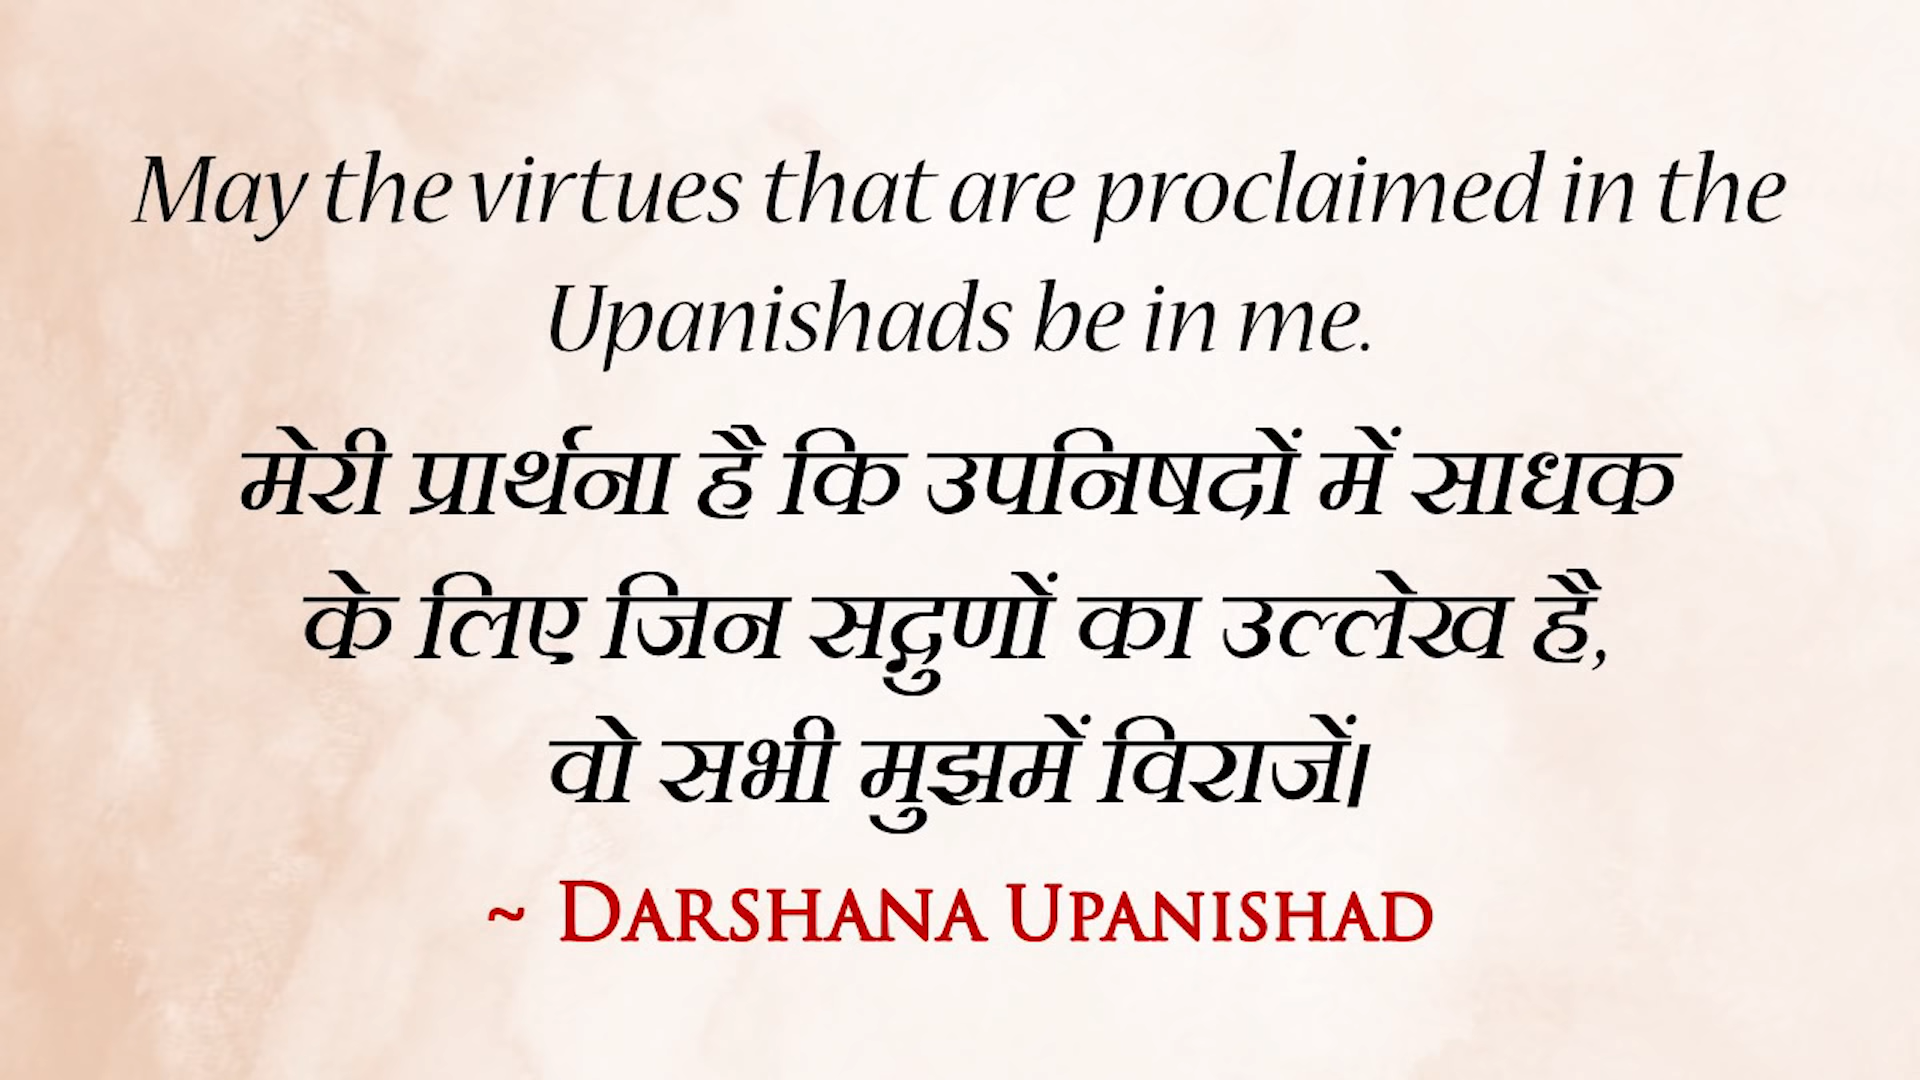 May the virtues that are proclaimed in the
Upanishads be in me.
मेरी प्रार्थना है कि उपनिषदों में साधक
के लिए जिन सद्गुणों का उल्लेख है,
वो सभी मुझमें विराजें।
~ DARSHANA UPANISHAD